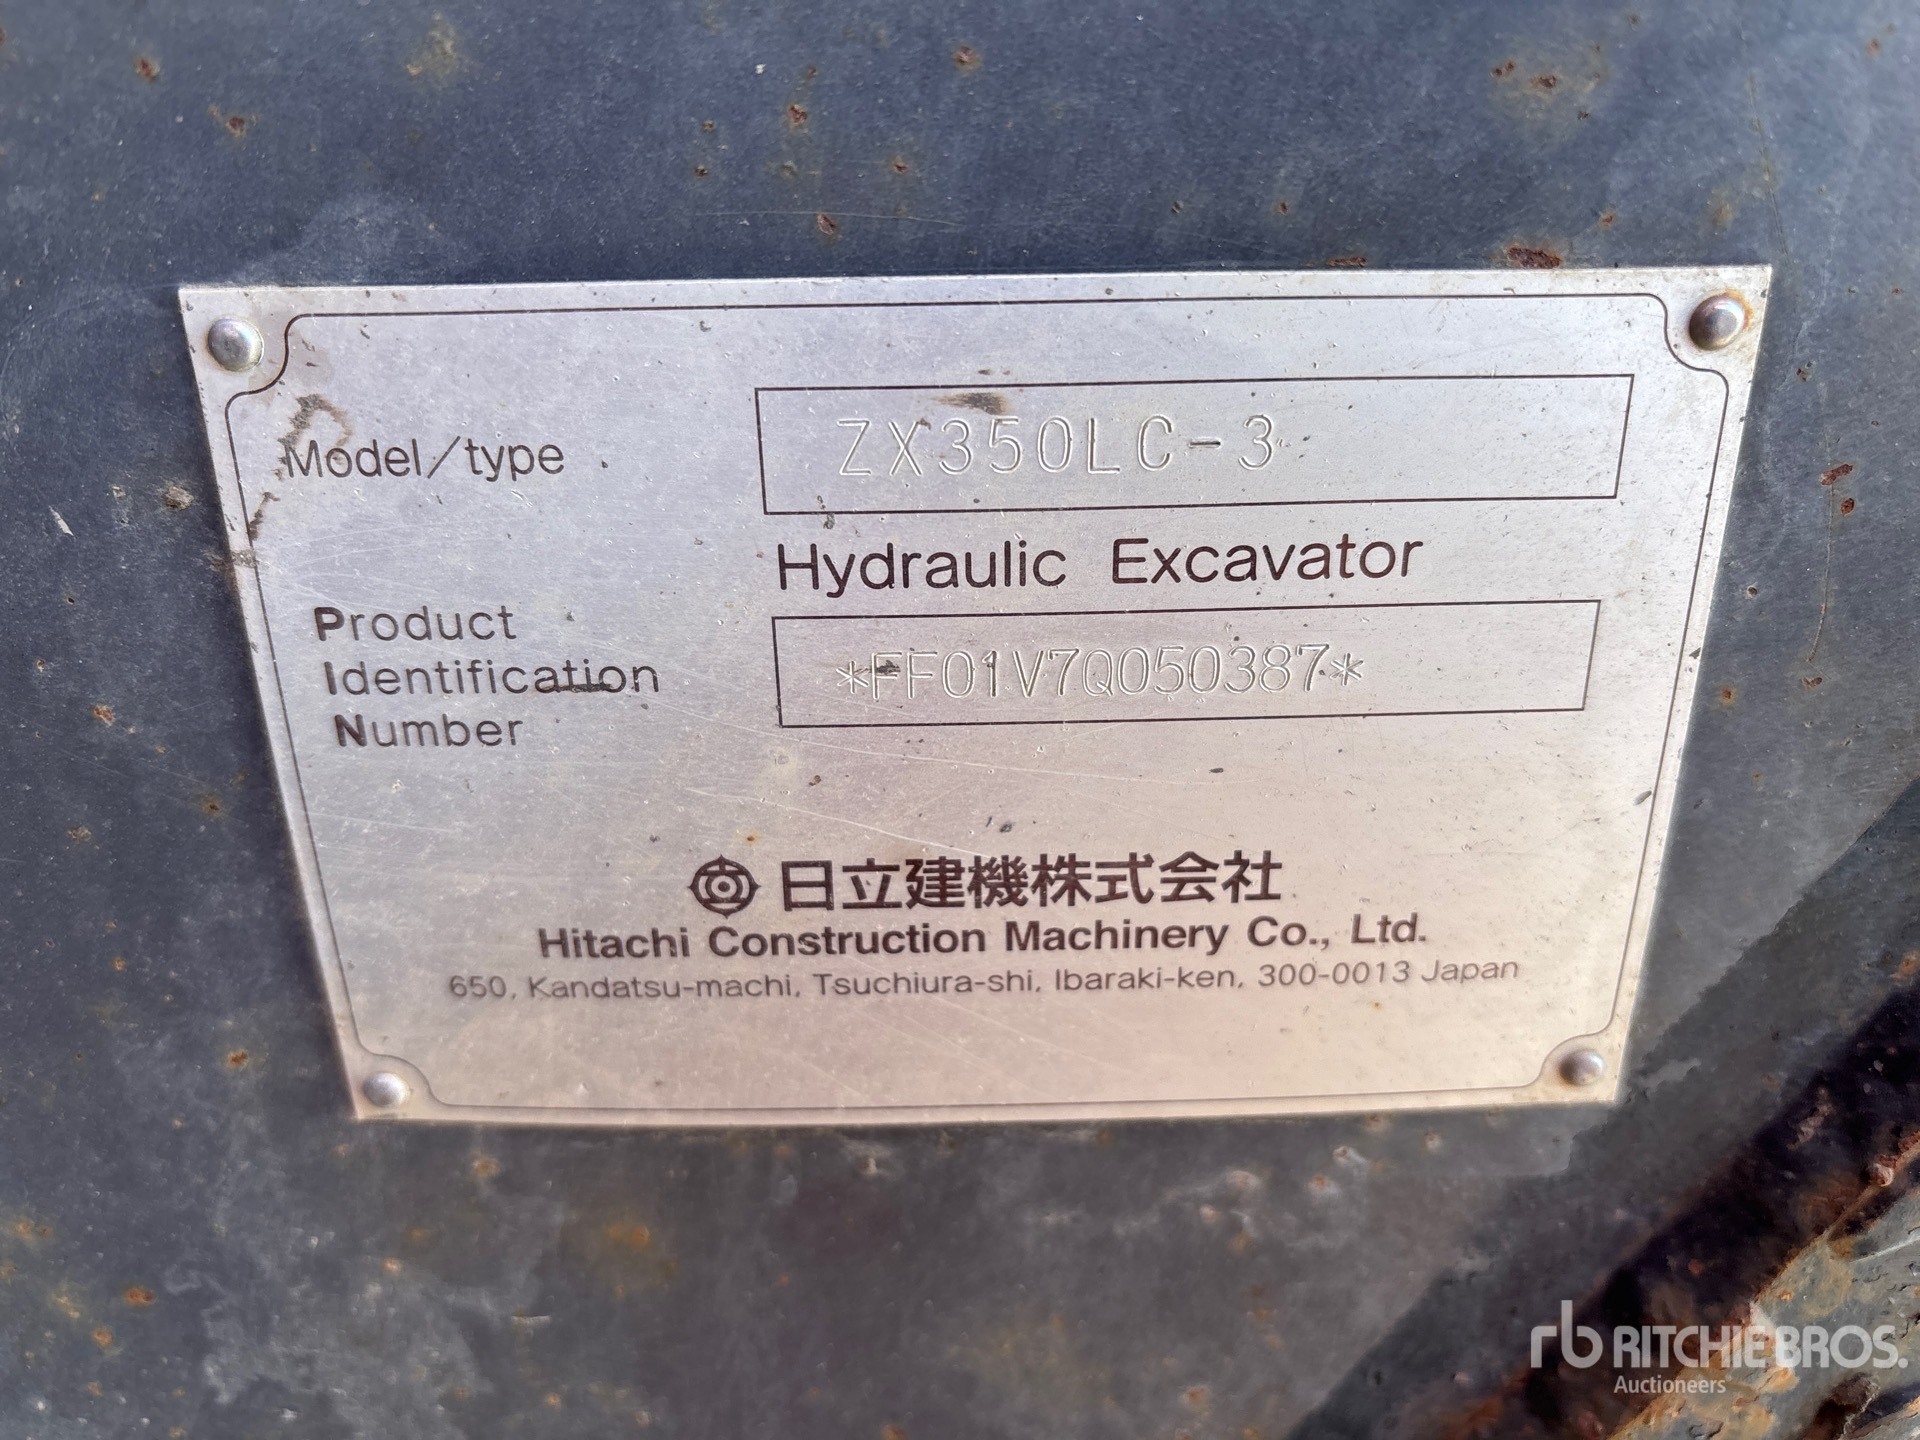 Model/type ZX350LC-3
Hydraulic Excavator
Product
Identification
Number
*FF01V7Q050387*
日立建機株式会社
Hitachi Construction Machinery Co., Ltd.
650, Kandatsu-machi, Tsuchiura-shi, Ibaraki-ken, 300-0013 Japan
rb RITCHIE BROS.
Auctioneers